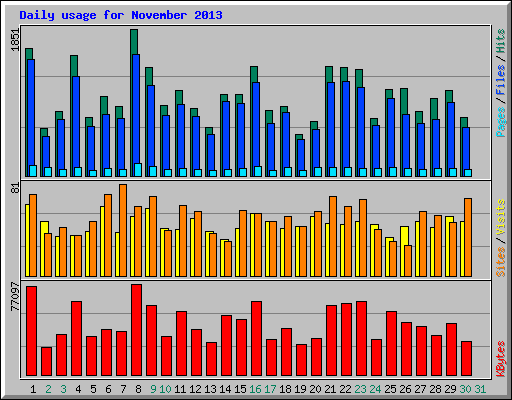 Daily usage for November 2013
1851
Pages / Files / Hits
81
Sites / Visits
77097
KBytes
1 2 3 4 5 6 7 8 9 10 11 12 13 14 15 16 17 18 19 20 21 22 23 24 25 26 27 28 29 30 31